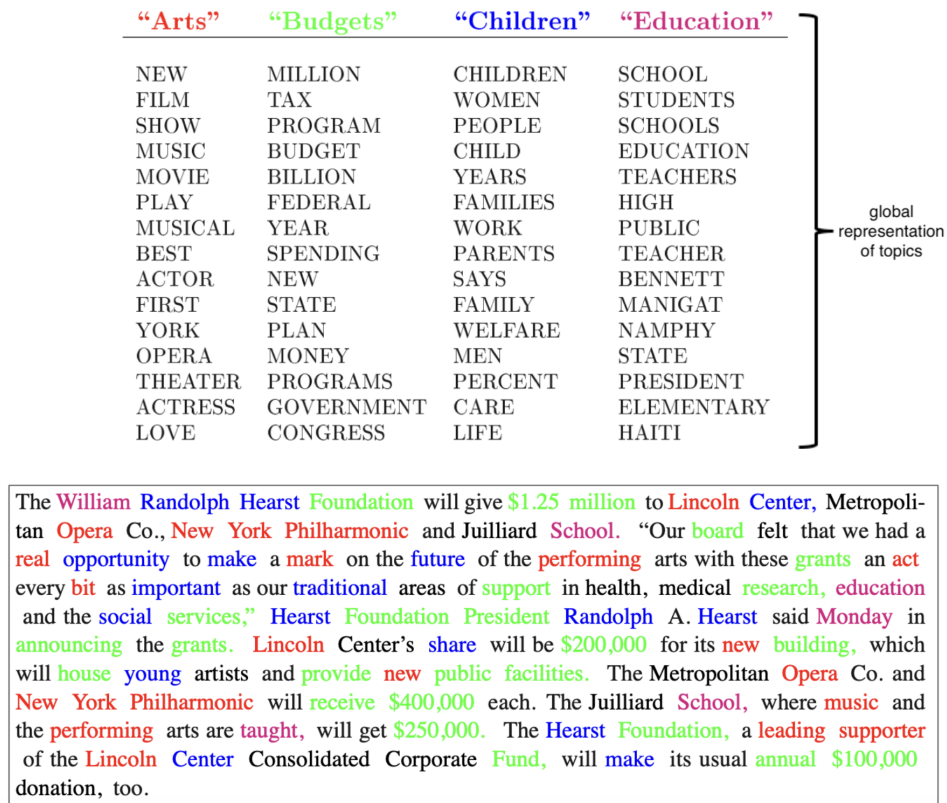 “Arts” “Budgets” “Children” “Education”
NEW MILLION CHILDREN SCHOOL
FILM TAX WOMEN STUDENTS
SHOW PROGRAM PEOPLE SCHOOLS
MUSIC BUDGET CHILD EDUCATION
MOVIE BILLION YEARS TEACHERS
PLAY FEDERAL FAMILIES HIGH
MUSICAL YEAR WORK PUBLIC
BEST SPENDING PARENTS TEACHER
ACTOR NEW SAYS BENNETT
FIRST STATE FAMILY MANIGAT
YORK PLAN WELFARE NAMPHY
OPERA MONEY MEN STATE
THEATER PROGRAMS PERCENT PRESIDENT
ACTRESS GOVERNMENT CARE ELEMENTARY
LOVE CONGRESS LIFE HAITI
global
representation
of topics
The William Randolph Hearst Foundation will give $1.25 million to Lincoln Center, Metropoli-
tan Opera Co., New York Philharmonic and Juilliard School. “Our board felt that we had a
real opportunity to make a mark on the future of the performing arts with these grants an act
every bit as important as our traditional areas of support in health, medical research, education
and the social services,” Hearst Foundation President Randolph A. Hearst said Monday in
announcing the grants. Lincoln Center’s share will be $200,000 for its new building, which
will house young artists and provide new public facilities. The Metropolitan Opera Co. and
New York Philharmonic will receive $400,000 each. The Juilliard School, where music and
the performing arts are taught, will get $250,000. The Hearst Foundation, a leading supporter
of the Lincoln Center Consolidated Corporate Fund, will make its usual annual $100,000
donation, too.